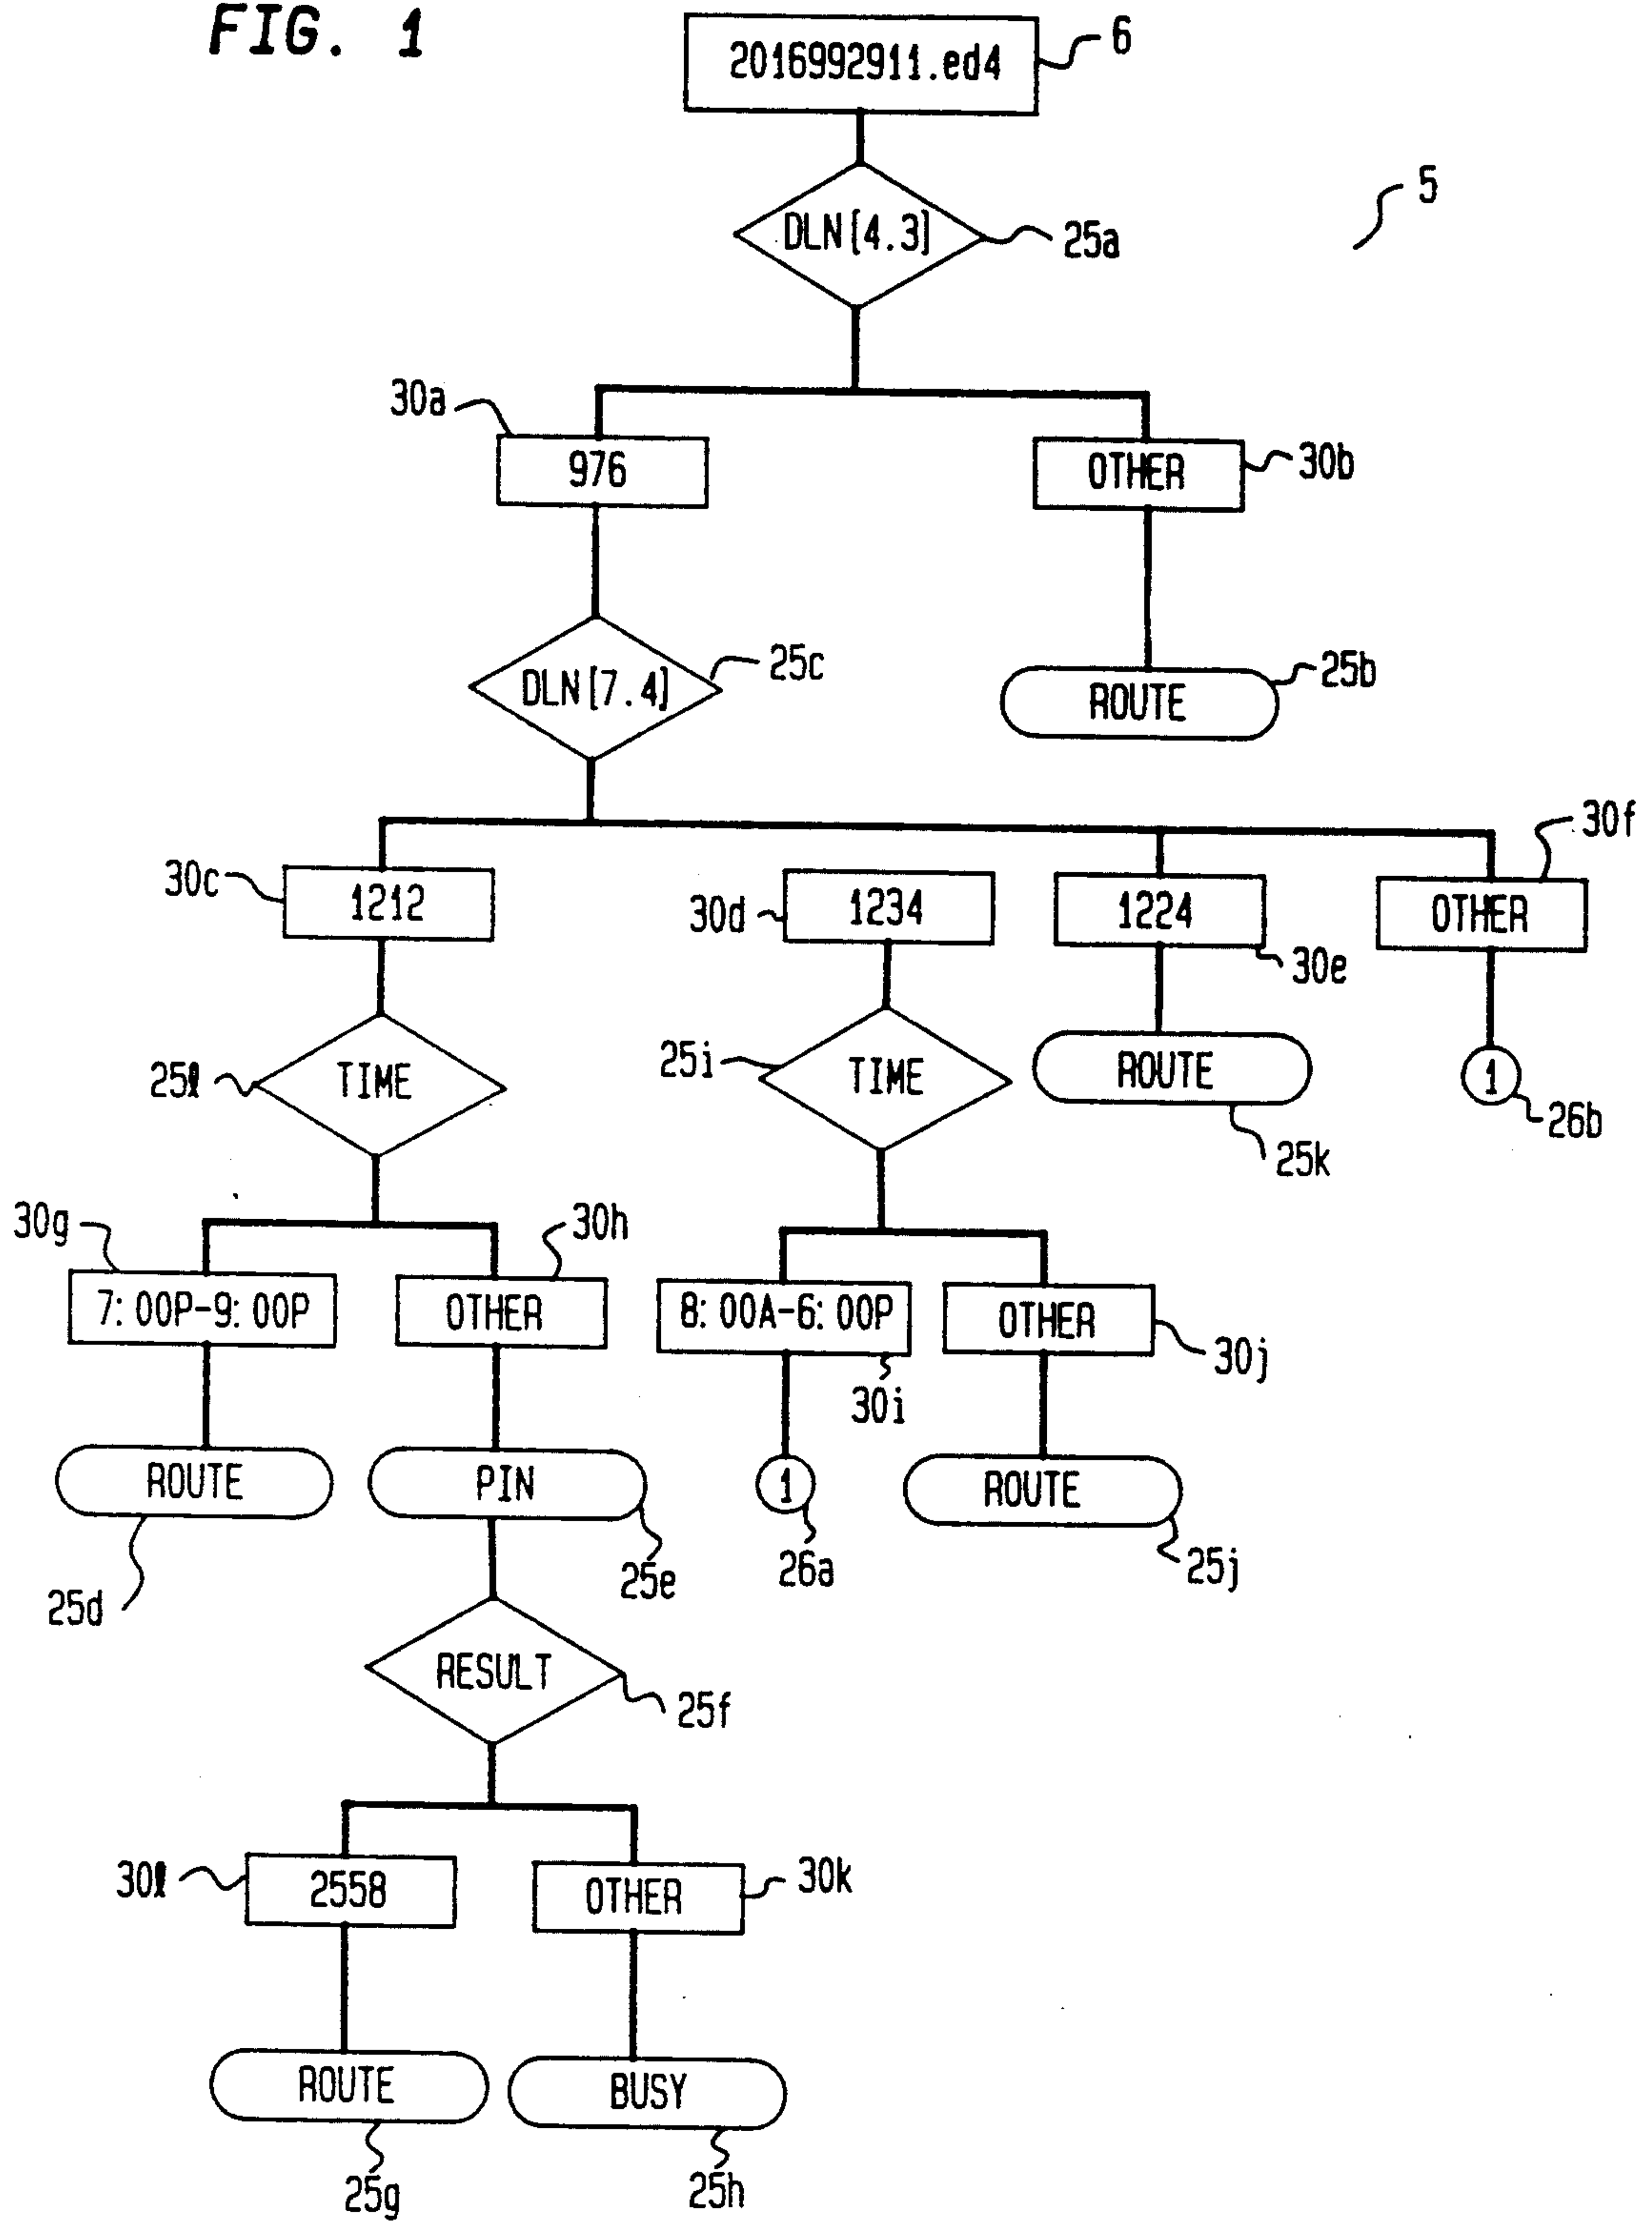 FIG. 1
2016992911.ed4
6
5
DLN[4.3]
25a
30a
976
OTHER
30b
DLN[7.4]
25c
ROUTE
25b
30c
1212
30d
1234
1224
30e
30f
OTHER
25l
TIME
25i
TIME
ROUTE
25k
1
26b
30g
7:00P-9:00P
30h
OTHER
8:00A-6:00P
30i
OTHER
30j
ROUTE
25d
PIN
25e
1
26a
ROUTE
25j
RESULT
25f
30l
2558
OTHER
30k
ROUTE
25g
BUSY
25h